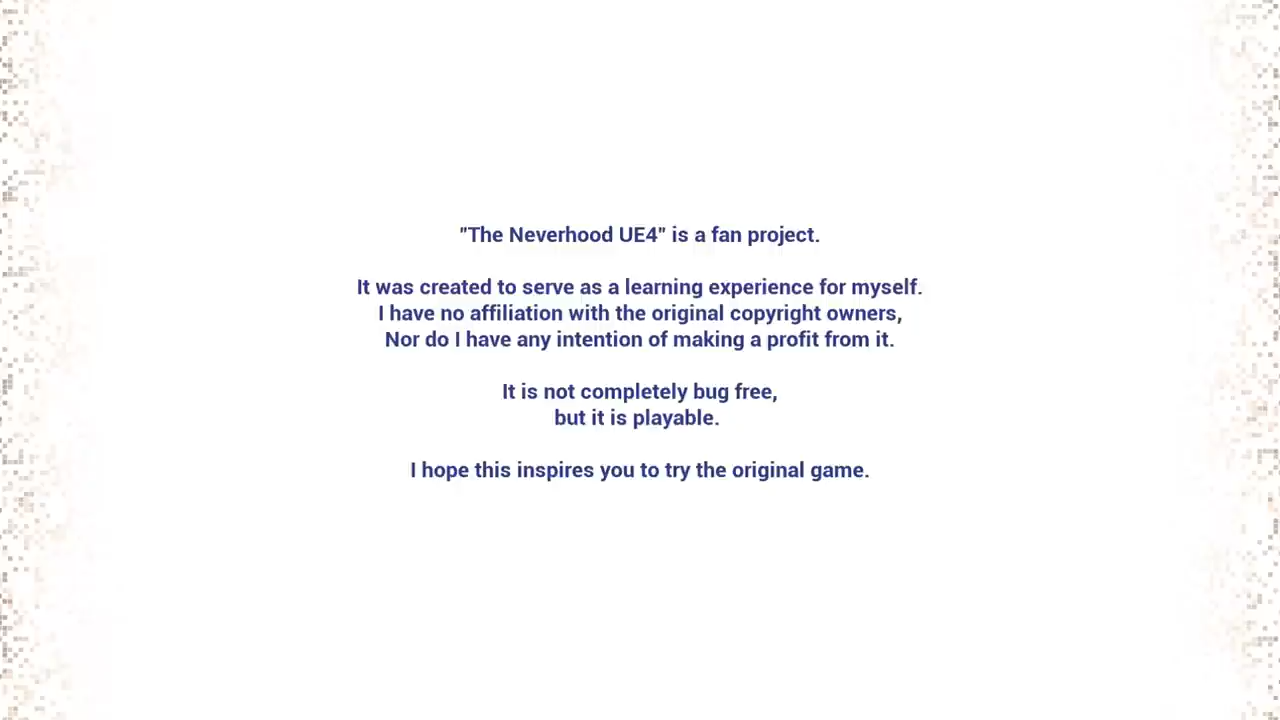 "The Neverhood UE4" is a fan project.
It was created to serve as a learning experience for myself.
I have no affiliation with the original copyright owners,
Nor do I have any intention of making a profit from it.
It is not completely bug free,
but it is playable.
I hope this inspires you to try the original game.